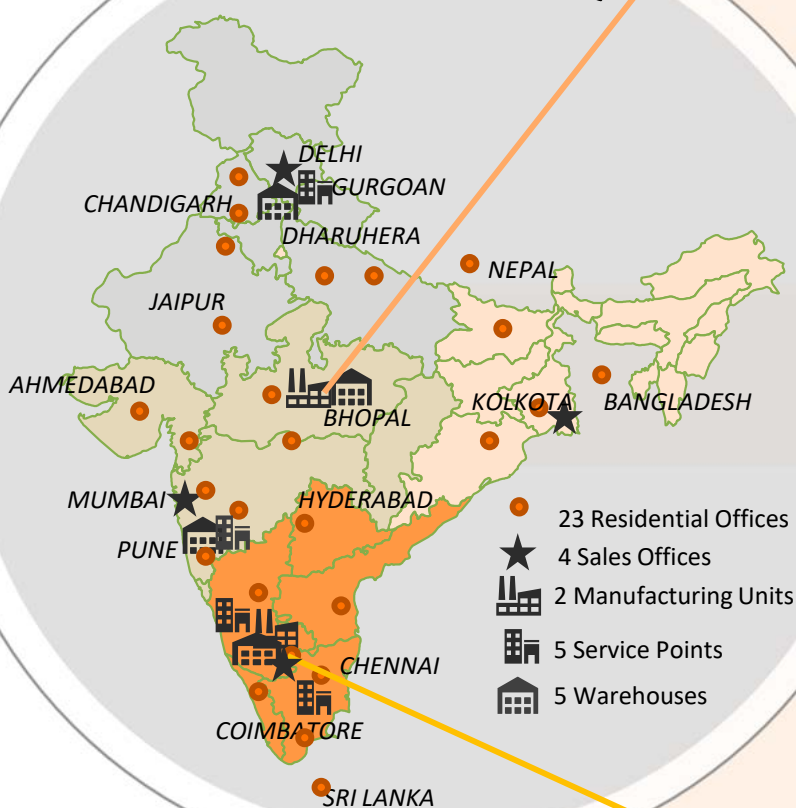 DELHI
GURGOAN
CHANDIGARH
DHARUHERA
NEPAL
JAIPUR
AHMEDABAD
BHOPAL
KOLKOTA
BANGLADESH
MUMBAI
HYDERABAD
PUNE
23 Residential Offices
4 Sales Offices
2 Manufacturing Units
5 Service Points
5 Warehouses
CHENNAI
COIMBATORE
SRI LANKA